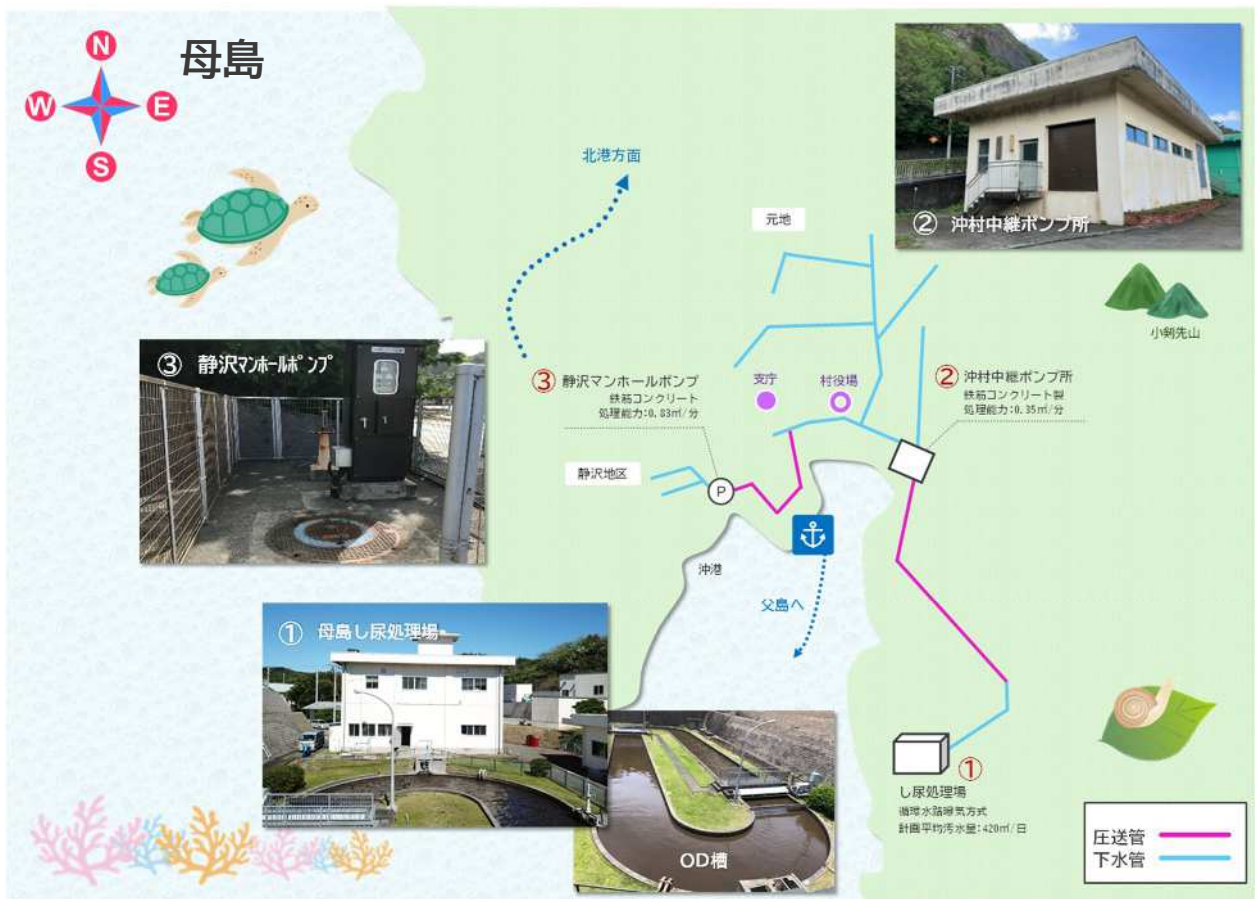 母島
N
W
E
S
北港方面
元地
② 沖村中継ポンプ所
小剣先山
③ 静沢マンホールポンプ
③ 静沢マンホールポンプ
鉄筋コンクリート
処理能力:0.83㎥/分
支庁
村役場
② 沖村中継ポンプ所
鉄筋コンクリート製
処理能力:0.35㎥/分
静沢地区
P
沖港
父島へ
① 母島し尿処理場
OD槽
①
し尿処理場
循環水路曝気方式
計画平均汚水量:420㎥/日
圧送管
下水管